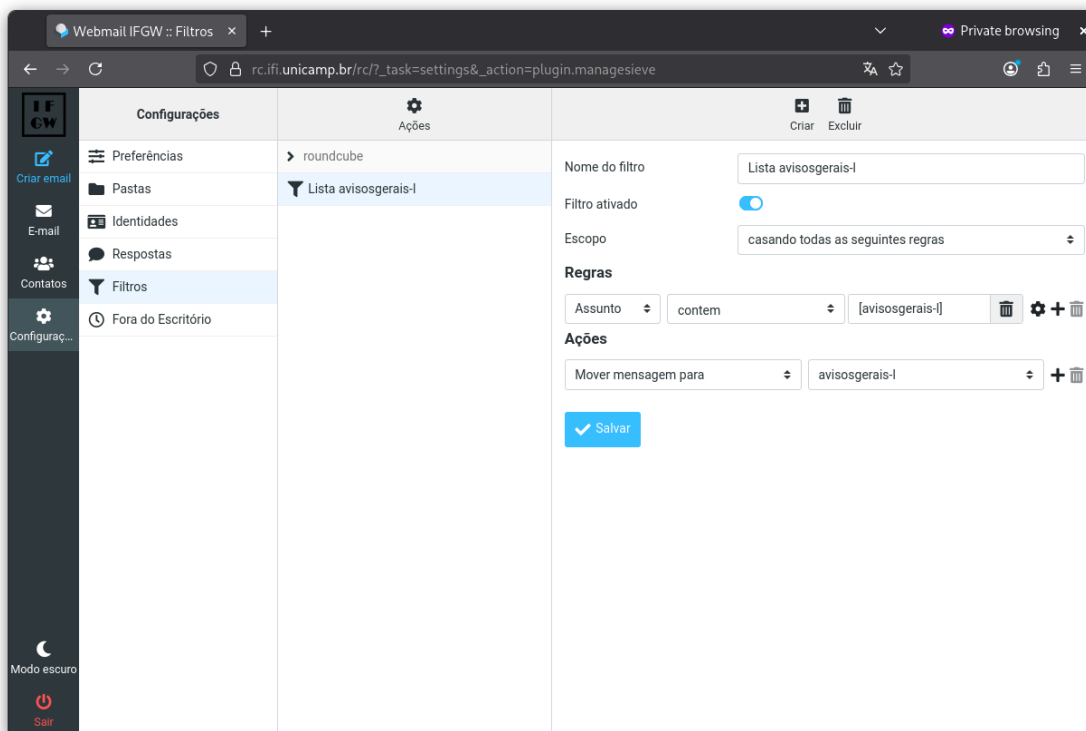 Webmail IFGW :: Filtros
Private browsing
rc.ifi.unicamp.br/rc/?_task=settings&_action=plugin.managesieve
I F
GW
Criar email
E-mail
Contatos
Configuraç...
Modo escuro
Sair
Configurações
Preferências
Pastas
Identidades
Respostas
Filtros
Fora do Escritório
Ações
roundcube
Lista avisosgerais-l
Criar Excluir
Nome do filtro Lista avisosgerais-l
Filtro ativado
Escopo casando todas as seguintes regras
Regras
Assunto contem [avisosgerais-l]
Ações
Mover mensagem para avisosgerais-l
Salvar